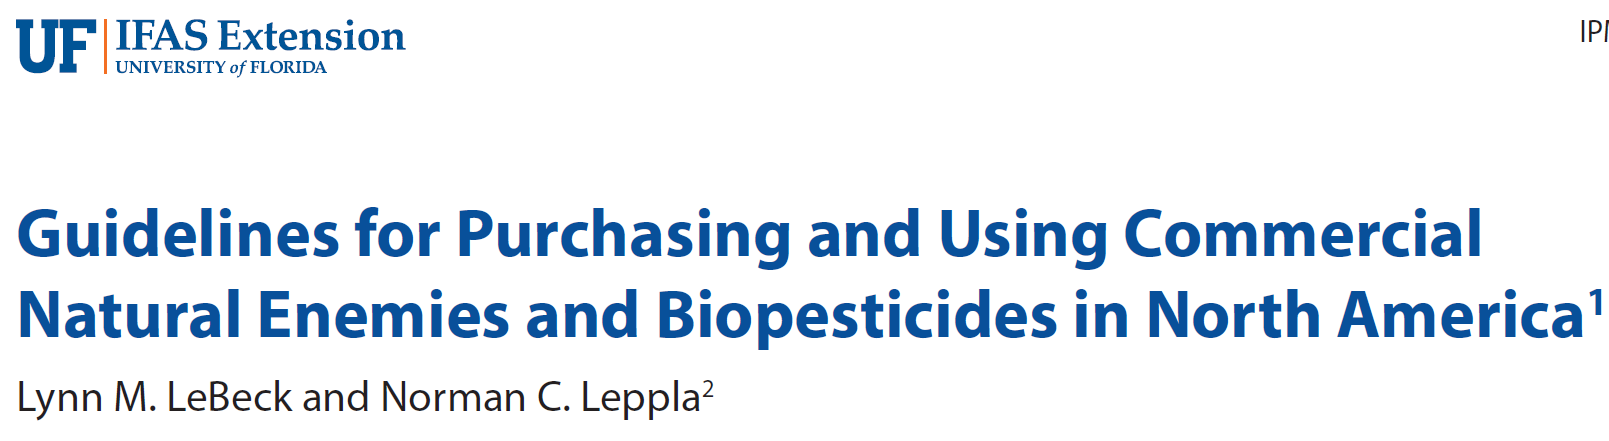 UF IFAS Extension
UNIVERSITY of FLORIDA
IPM
Guidelines for Purchasing and Using Commercial
Natural Enemies and Biopesticides in North America1
Lynn M. LeBeck and Norman C. Leppla2